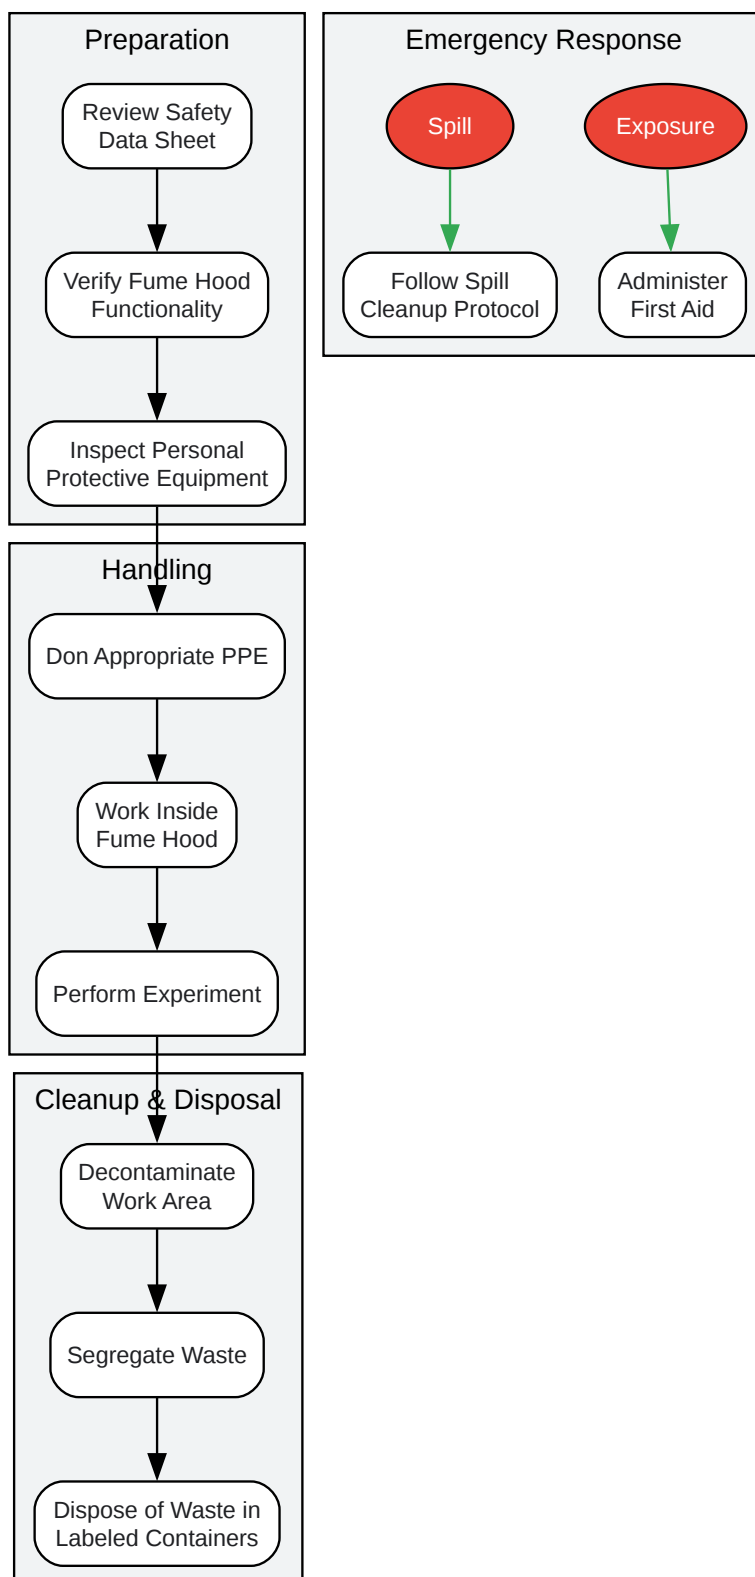 Preparation
Review Safety
Data Sheet
Verify Fume Hood
Functionality
Inspect Personal
Protective Equipment
Handling
Don Appropriate PPE
Work Inside
Fume Hood
Perform Experiment
Cleanup & Disposal
Decontaminate
Work Area
Segregate Waste
Dispose of Waste in
Labeled Containers
Emergency Response
Spill
Follow Spill
Cleanup Protocol
Exposure
Administer
First Aid